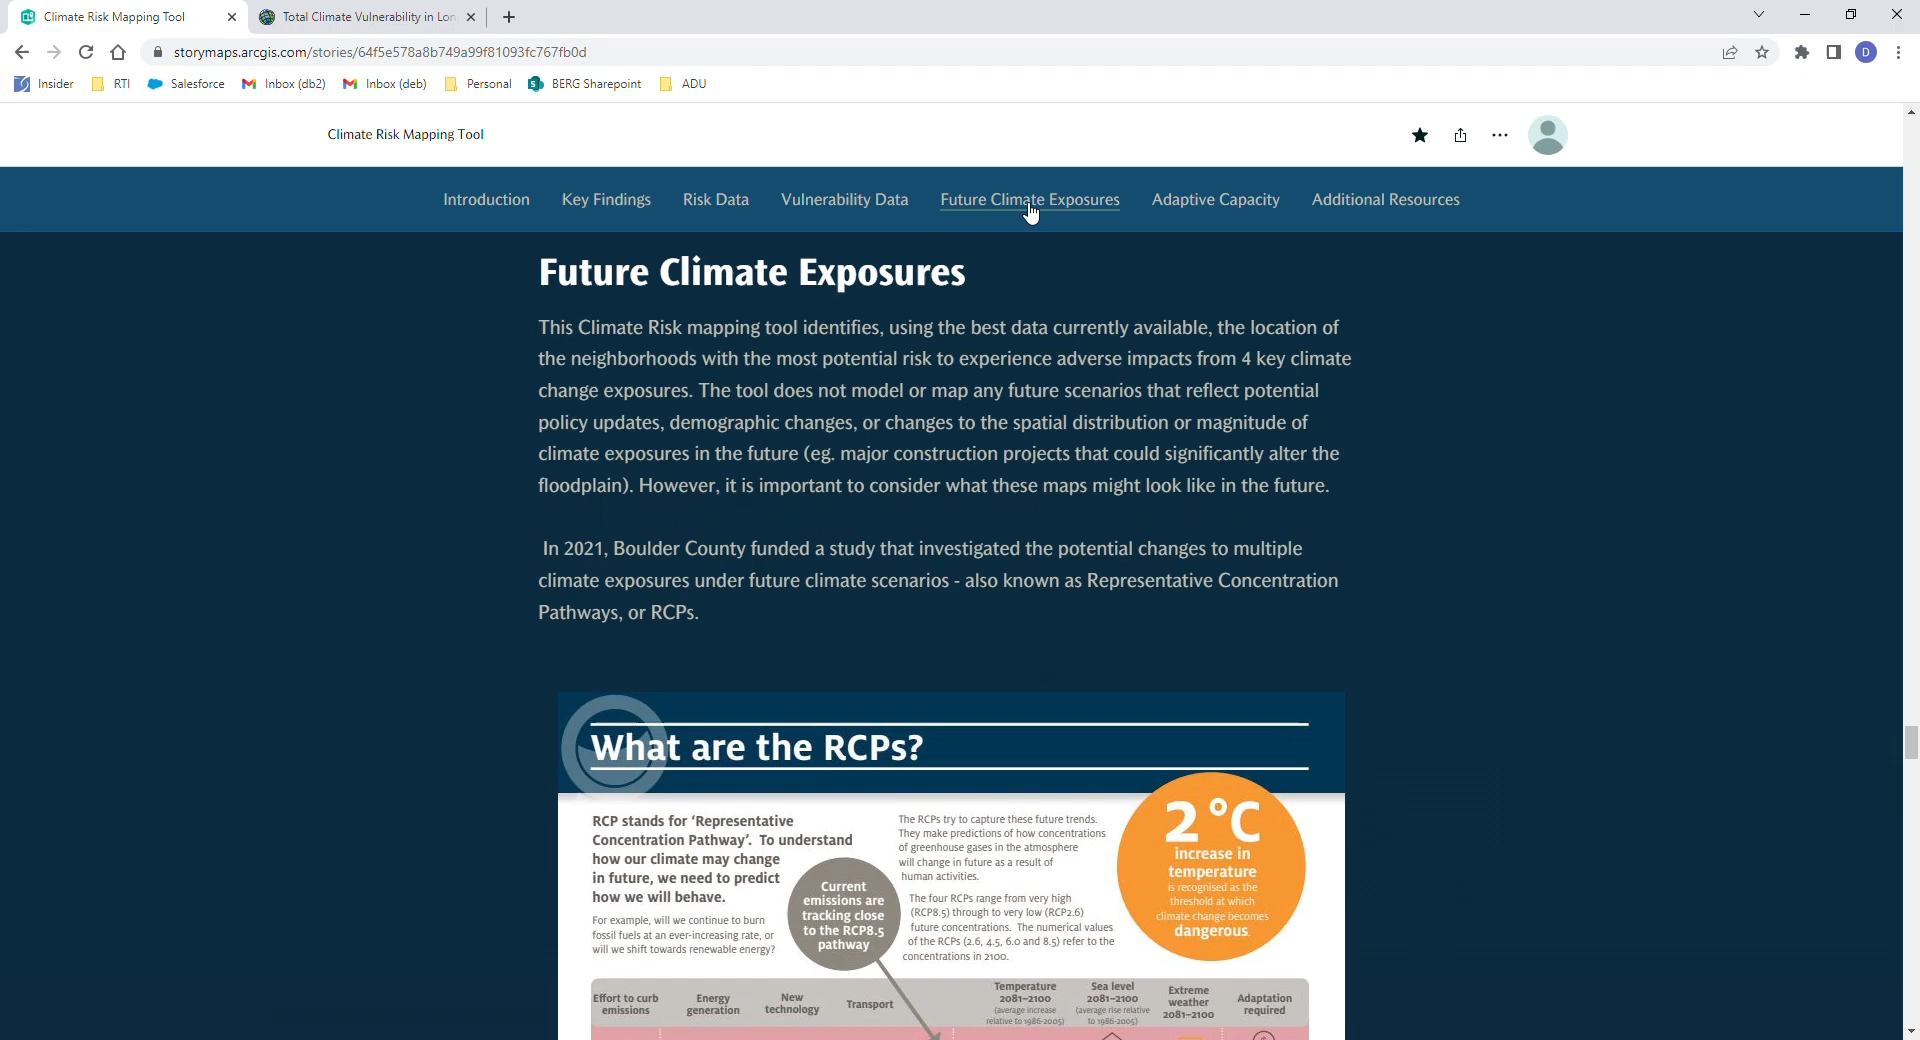 Climate Risk Mapping Tool
Total Climate Vulnerability in Lon
storymaps.arcgis.com/stories/64f5e578a8b749a99f81093fc767fb0d
D
Insider RTI Salesforce Inbox (db2) Inbox (deb) Personal BERG Sharepoint ADU
Climate Risk Mapping Tool
Introduction Key Findings Risk Data Vulnerability Data Future Climate Exposures Adaptive Capacity Additional Resources
Future Climate Exposures
This Climate Risk mapping tool identifies, using the best data currently available, the location of
the neighborhoods with the most potential risk to experience adverse impacts from 4 key climate
change exposures. The tool does not model or map any future scenarios that reflect potential
policy updates, demographic changes, or changes to the spatial distribution or magnitude of
climate exposures in the future (eg. major construction projects that could significantly alter the
floodplain). However, it is important to consider what these maps might look like in the future.
In 2021, Boulder County funded a study that investigated the potential changes to multiple
climate exposures under future climate scenarios - also known as Representative Concentration
Pathways, or RCPs.
What are the RCPs?
RCP stands for ‘Representative
Concentration Pathway’. To understand
how our climate may change
in future, we need to predict
how we will behave.
For example, will we continue to burn
fossil fuels at an ever-increasing rate, or
will we shift towards renewable energy?
Current
emissions are
tracking close
to the RCP8.5
pathway
The RCPs try to capture these future trends.
They make predictions of how concentrations
of greenhouse gases in the atmosphere
will change in future as a result of
human activities.
The four RCPs range from very high
(RCP8.5) through to very low (RCP2.6)
future concentrations. The numerical values
of the RCPs (2.6, 4.5, 6.0 and 8.5) refer to the
concentrations in 2100.
2°C
increase in
temperature
is recognised as the
threshold at which
climate change becomes
dangerous.
Effort to curb
emissions
Energy
generation
New
technology
Transport
Temperature
2081–2100
(average increase
relative to 1986-2005)
Sea level
2081–2100
(average rise relative
to 1986-2005)
Extreme
weather
2081–2100
Adaptation
required